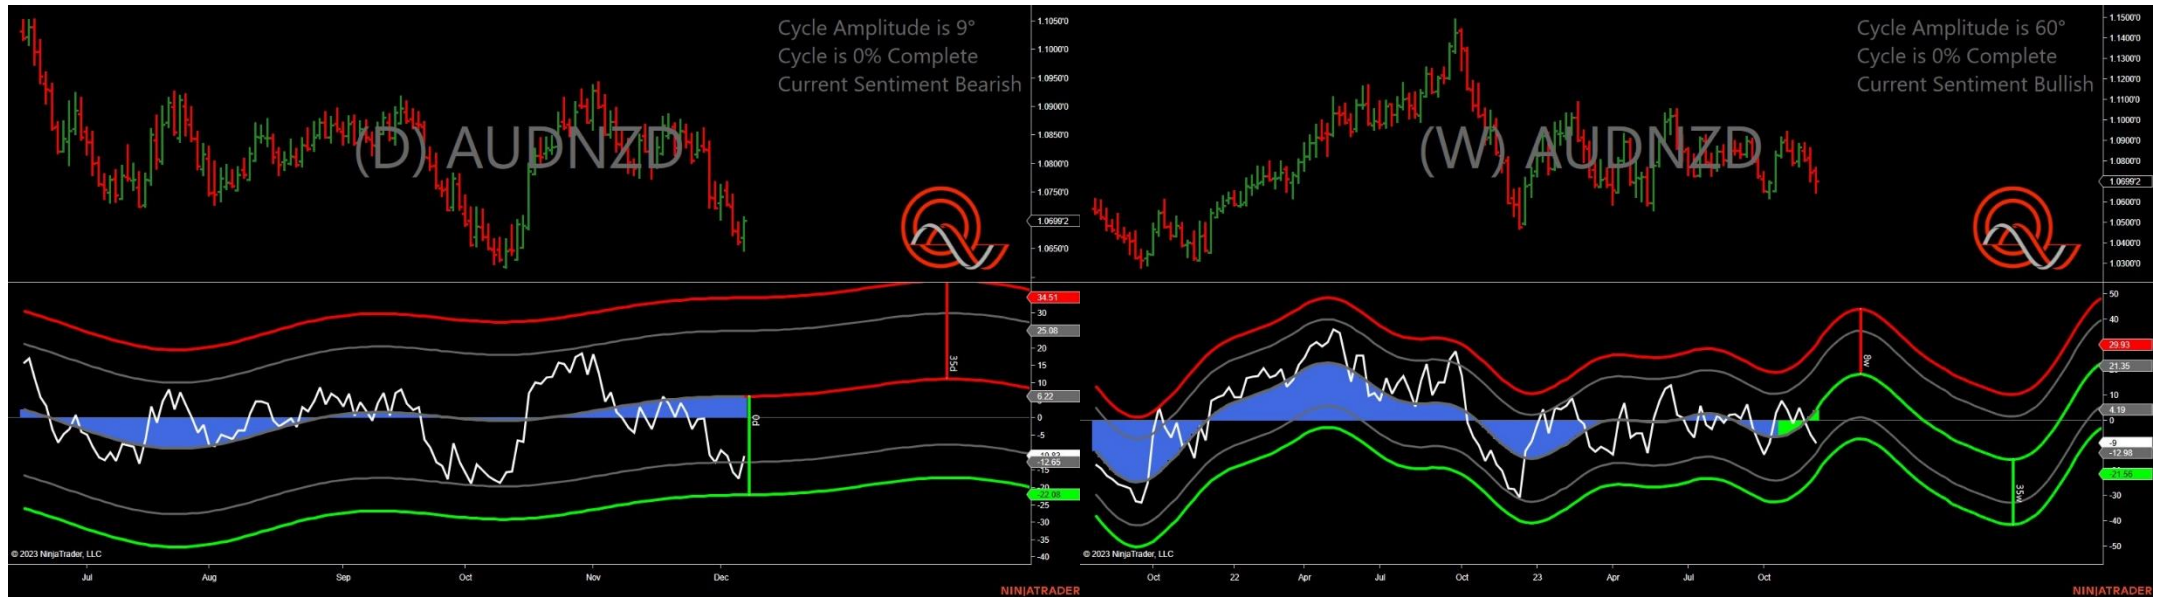 Cycle Amplitude is 9°
Cycle is 0% Complete
Current Sentiment Bearish
(D) AUDNZD
1.1050'0
1.1000'0
1.0950'0
1.0900'0
1.0850'0
1.0800'0
1.0750'0
1.0699'2
1.0650'0
34.51
30
25.08
20
15
10
6.22
0
-5
-12.65
-15
-22.08
-25
-30
-35
-40
35d
0d
© 2023 NinjaTrader, LLC
Jul Aug Sep Oct Nov Dec
NINJATRADER
Cycle Amplitude is 60°
Cycle is 0% Complete
Current Sentiment Bullish
(W) AUDNZD
1.1500'0
1.1400'0
1.1300'0
1.1200'0
1.1100'0
1.1000'0
1.0900'0
1.0800'0
1.0699'2
1.0600'0
1.0500'0
1.0400'0
1.0300'0
50
40
29.93
21.35
10
4.19
0
-9
-12.98
-21.56
-30
-40
-50
8w
35w
© 2023 NinjaTrader, LLC
Oct 22 Apr Jul Oct 23 Apr Jul Oct
NINJATRADER